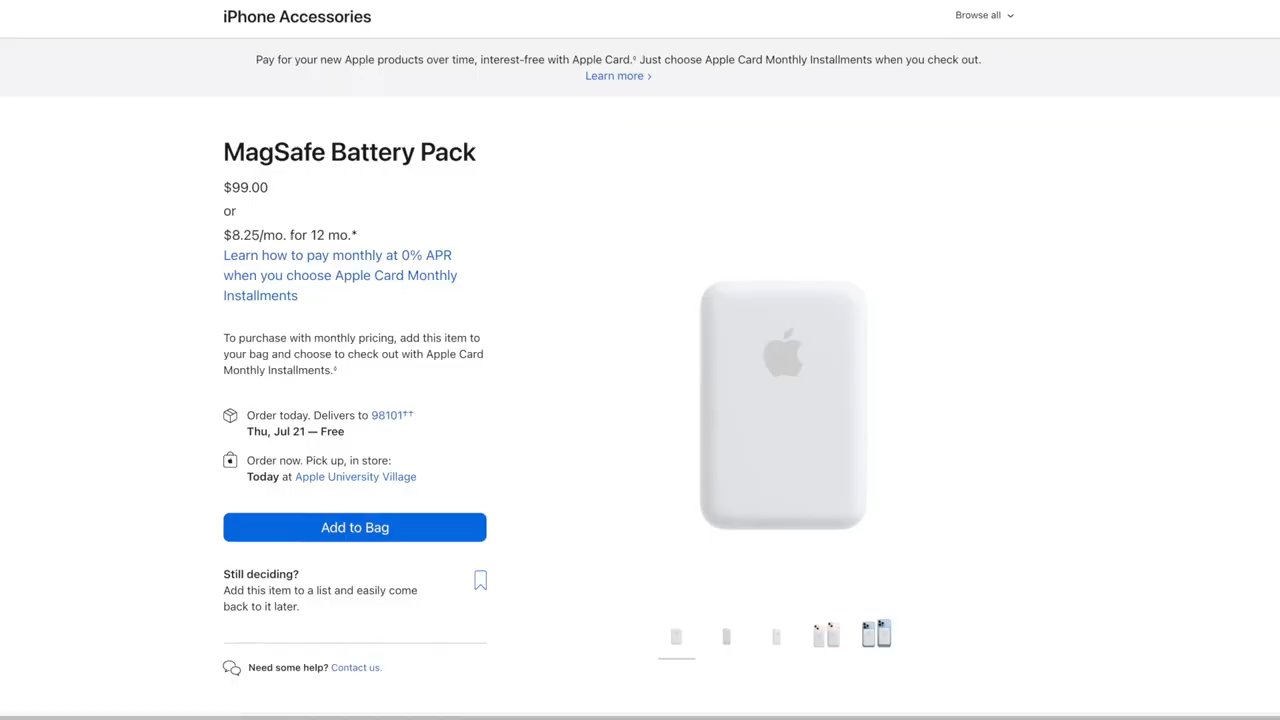 iPhone Accessories
Browse all
Pay for your new Apple products over time, interest-free with Apple Card.◊ Just choose Apple Card Monthly Installments when you check out.
Learn more ›
MagSafe Battery Pack
$99.00
or
$8.25/mo. for 12 mo.*
Learn how to pay monthly at 0% APR
when you choose Apple Card Monthly
Installments
To purchase with monthly pricing, add this item to
your bag and choose to check out with Apple Card
Monthly Installments.◊
Order today. Delivers to 98101††
Thu, Jul 21 — Free
Order now. Pick up, in store:
Today at Apple University Village
Add to Bag
Still deciding?
Add this item to a list and easily come
back to it later.
Need some help? Contact us.